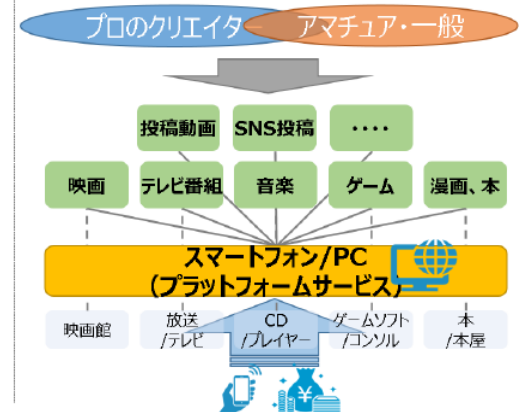 プロのクリエイター アマチュア・一般
投稿動画 SNS投稿 ････
映画 テレビ番組 音楽 ゲーム 漫画、本
スマートフォン/PC
(プラットフォームサービス)
映画館 放送 CD ゲームソフト 本
/テレビ /プレイヤー /コンソル /本屋
¥